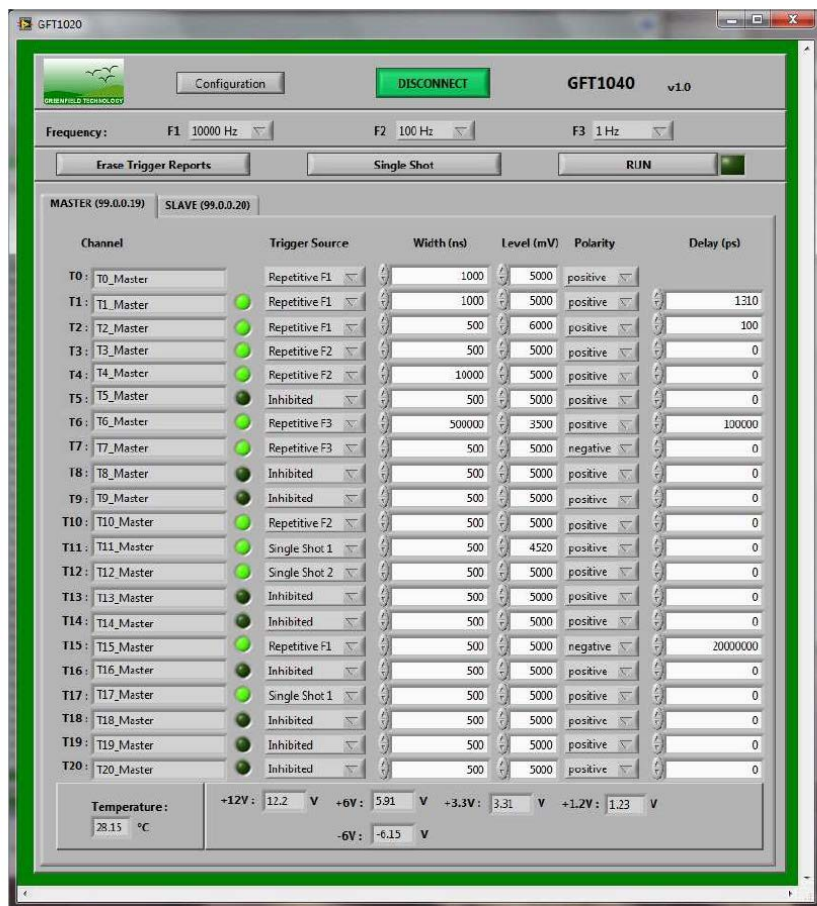 GFT1020
GREENFIELD TECHNOLOGY
Configuration DISCONNECT GFT1040 v1.0
Frequency: F1 10000 Hz F2 100 Hz F3 1 Hz
Erase Trigger Reports Single Shot RUN
MASTER (99.0.0.19) SLAVE (99.0.0.20)
Channel Trigger Source Width (ns) Level (mV) Polarity Delay (ps)
T0 : T0_Master Repetitive F1 1000 5000 positive
T1 : T1_Master Repetitive F1 1000 5000 positive 1310
T2 : T2_Master Repetitive F1 500 6000 positive 100
T3 : T3_Master Repetitive F2 500 5000 positive 0
T4 : T4_Master Repetitive F2 10000 5000 positive 0
T5 : T5_Master Inhibited 500 5000 positive 0
T6 : T6_Master Repetitive F3 500000 3500 positive 100000
T7 : T7_Master Repetitive F3 500 5000 negative 0
T8 : T8_Master Inhibited 500 5000 positive 0
T9 : T9_Master Inhibited 500 5000 positive 0
T10 : T10_Master Repetitive F2 500 5000 positive 0
T11 : T11_Master Single Shot 1 500 4520 positive 0
T12 : T12_Master Single Shot 2 500 5000 positive 0
T13 : T13_Master Inhibited 500 5000 positive 0
T14 : T14_Master Inhibited 500 5000 positive 0
T15 : T15_Master Repetitive F1 500 5000 negative 20000000
T16 : T16_Master Inhibited 500 5000 positive 0
T17 : T17_Master Single Shot 1 500 5000 positive 0
T18 : T18_Master Inhibited 500 5000 positive 0
T19 : T19_Master Inhibited 500 5000 positive 0
T20 : T20_Master Inhibited 500 5000 positive 0
Temperature : +12V : 12.2 V +6V : 5.91 V +3.3V : 3.31 V +1.2V : 1.23 V
28.15 °C -6V : -6.15 V